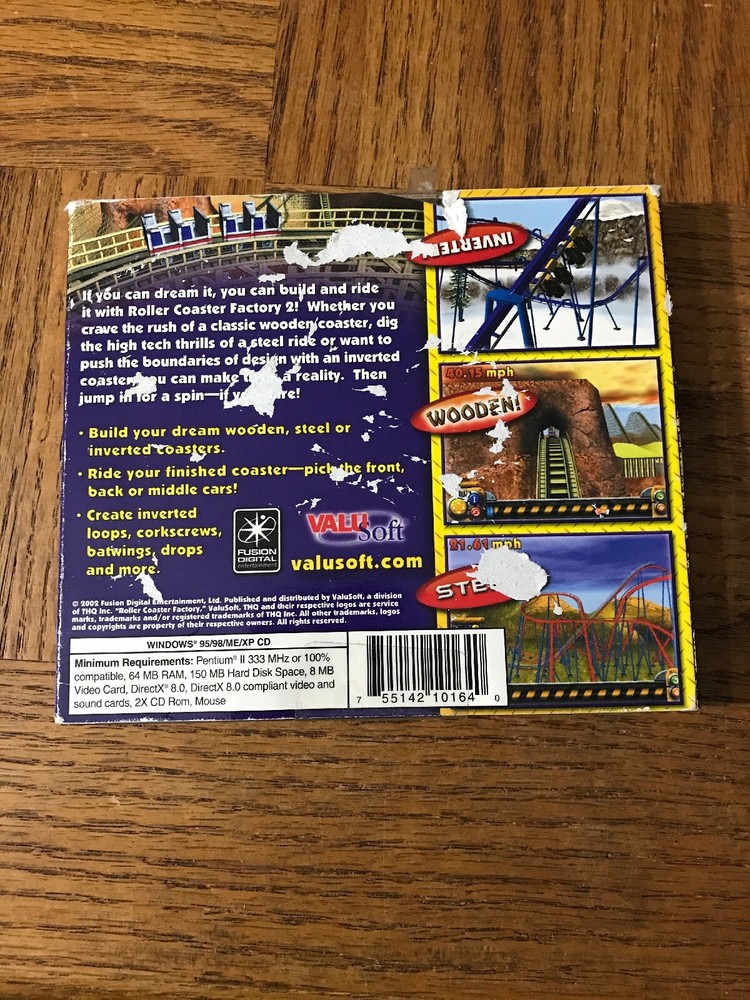 If you can dream it, you can build and ride
it with Roller Coaster Factory 2! Whether you
crave the rush of a classic wooden coaster, dig
the high tech thrills of a steel ride or want to
push the boundaries of design with an inverted
coaster, you can make a reality. Then
jump in for a spin—if you dare!
• Build your dream wooden, steel or
inverted coasters.
• Ride your finished coaster—pick the front,
back or middle cars!
• Create inverted
loops, corkscrews,
batwings, drops
and more.
FUSION
DIGITAL
entertainment
VALU
Soft
valusoft.com
© 2002 Fusion Digital Entertainment, Ltd. Published and distributed by ValuSoft, a division
of THQ Inc. "Roller Coaster Factory," ValuSoft, THQ and their respective logos are service
marks, trademarks and/or registered trademarks of THQ Inc. All other trademarks, logos
and copyrights are property of their respective owners. All rights reserved.
WINDOWS® 95/98/ME/XP CD
Minimum Requirements: Pentium® II 333 MHz or 100%
compatible, 64 MB RAM, 150 MB Hard Disk Space, 8 MB
Video Card, DirectX® 8.0, DirectX 8.0 compliant video and
sound cards, 2X CD Rom, Mouse
7 55142 10164 0
INVERTE
40.15 mph
WOODEN!
21.61 mph
STE